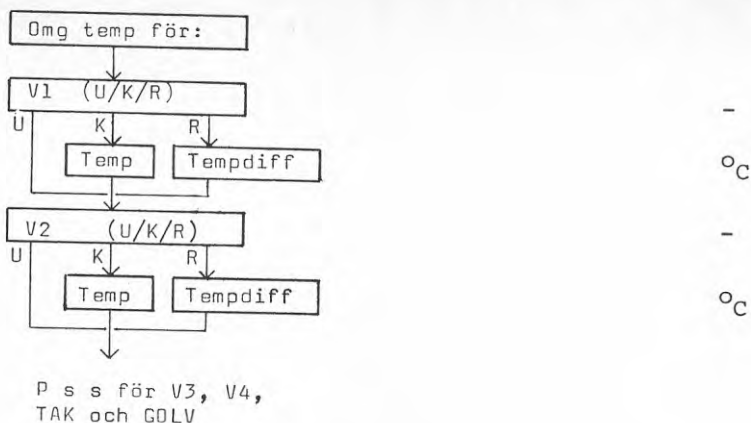 Omg temp för:
V1 (U/K/R)
-
U K R
Temp Tempdiff
°C
V2 (U/K/R)
-
U K R
Temp Tempdiff
°C
P s s för V3, V4,
TAK och GOLV